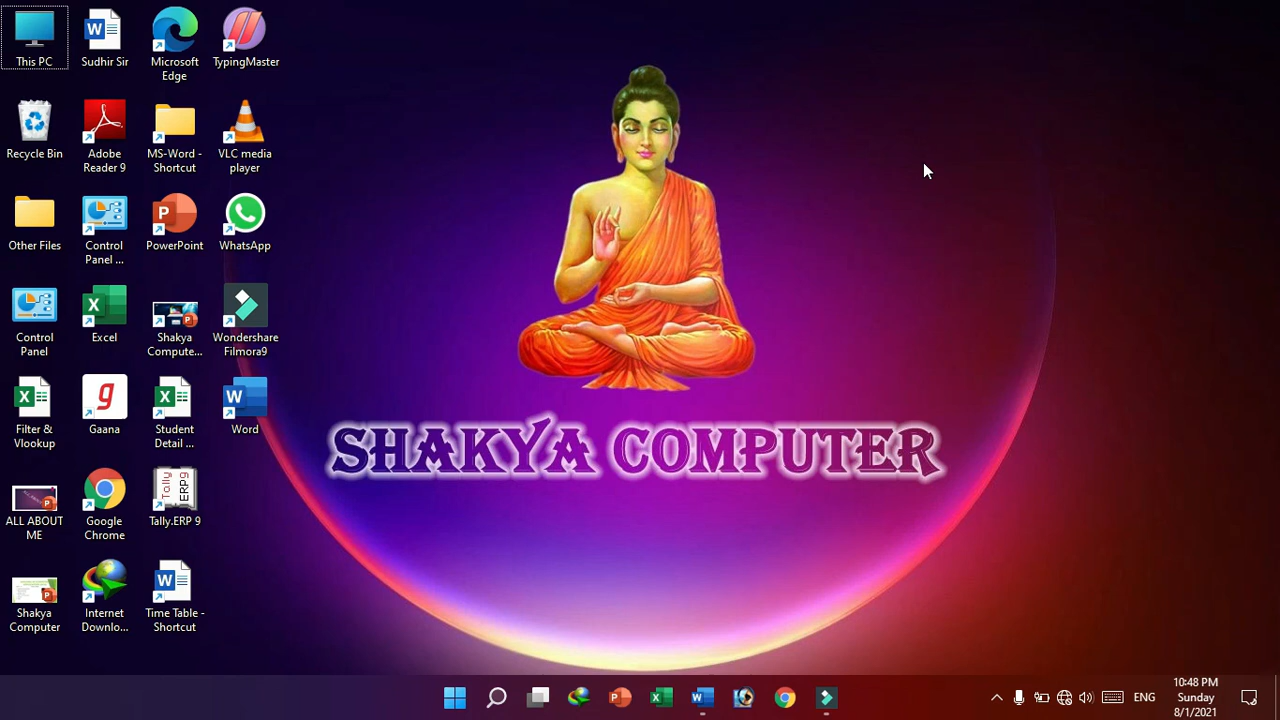 This PC
Sudhir Sir
Microsoft
Edge
TypingMaster
Recycle Bin
Adobe
Reader 9
MS-Word -
Shortcut
VLC media
player
Other Files
Control
Panel ...
PowerPoint
WhatsApp
Control
Panel
Excel
Shakya
Compute...
Wondershare
Filmora9
Filter &
Vlookup
Gaana
Student
Detail ...
Word
ALL ABOUT
ME
Google
Chrome
Tally
ERP9
Tally.ERP 9
Shakya
Computer
Internet
Downlo...
Time Table -
Shortcut
SHAKYA COMPUTER
ENG
10:48 PM
Sunday
8/1/2021